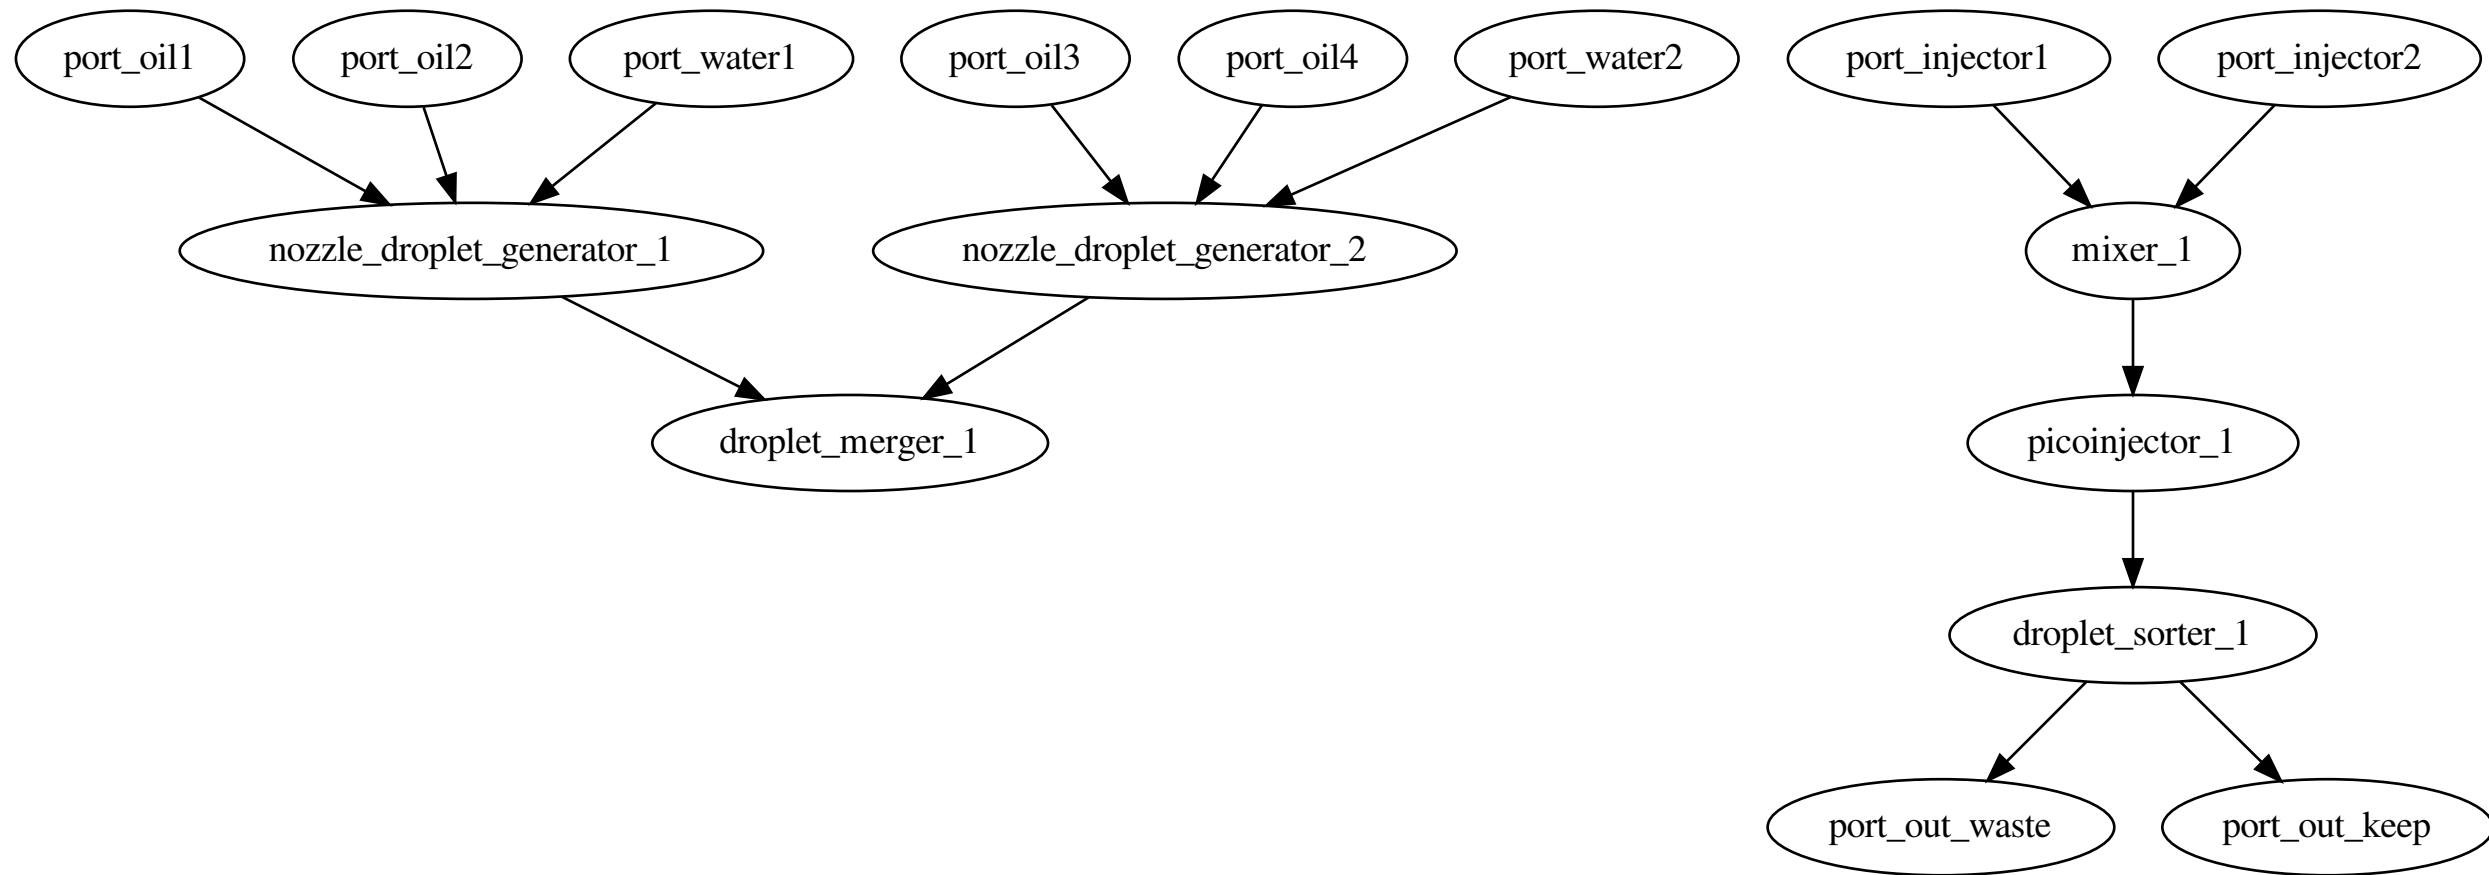 port_oil1
port_oil2
port_water1
port_oil3
port_oil4
port_water2
port_injector1
port_injector2
nozzle_droplet_generator_1
nozzle_droplet_generator_2
mixer_1
droplet_merger_1
picoinjector_1
droplet_sorter_1
port_out_waste
port_out_keep